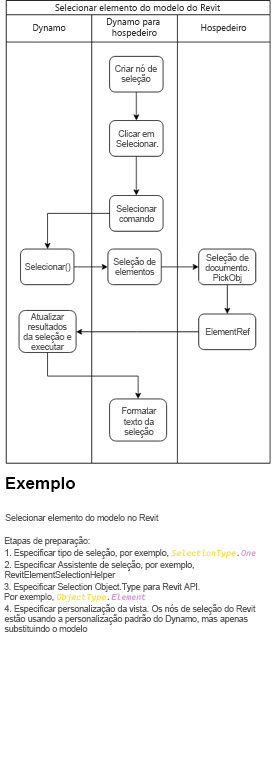 Selecionar elemento do modelo do Revit
Dynamo
Dynamo para
hospedeiro
Hospedeiro
Criar nó de
seleção
Clicar em
Selecionar.
Selecionar
comando
Selecionar()
Seleção de
elementos
Seleção de
documento.
PickObj
Atualizar
resultados
da seleção e
executar
ElementRef
Formatar
texto da
seleção
Exemplo
Selecionar elemento do modelo no Revit
Etapas de preparação:
1. Especificar tipo de seleção, por exemplo, SelectionType.One
2. Especificar Assistente de seleção, por exemplo,
RevitElementSelectionHelper
3. Especificar Selection Object.Type para Revit API.
Por exemplo, ObjectType.Element
4. Especificar personalização da vista. Os nós de seleção do Revit
estão usando a personalização padrão do Dynamo, mas apenas
substituindo o modelo